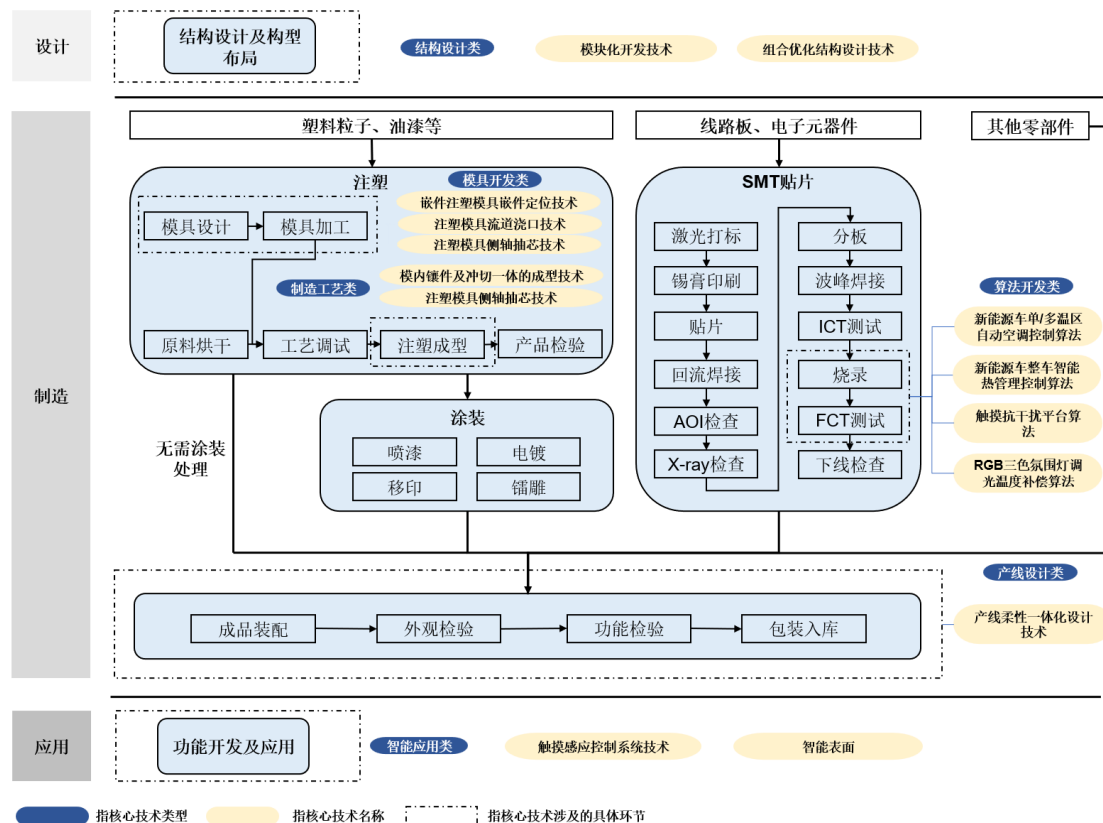 设计
结构设计及构型
布局
结构设计类
模块化开发技术
组合优化结构设计技术
制造
塑料粒子、油漆等
线路板、电子元器件
其他零部件
注塑
模具开发类
嵌件注塑模具嵌件定位技术
注塑模具流道浇口技术
注塑模具侧轴抽芯技术
模具设计
模具加工
制造工艺类
模内镶件及冲切一体的成型技术
注塑模具侧轴抽芯技术
原料烘干
工艺调试
注塑成型
产品检验
无需涂装
处理
涂装
喷漆
电镀
移印
镭雕
SMT贴片
激光打标
锡膏印刷
贴片
回流焊接
AOI检查
X-ray检查
分板
波峰焊接
ICT测试
烧录
FCT测试
下线检查
算法开发类
新能源车单/多温区
自动空调控制算法
新能源车整车智能
热管理控制算法
触摸抗干扰平台算
法
RGB三色氛围灯调
光温度补偿算法
成品装配
外观检验
功能检验
包装入库
产线设计类
产线柔性一体化设计
技术
应用
功能开发及应用
智能应用类
触摸感应控制系统技术
智能表面
指核心技术类型
指核心技术名称
指核心技术涉及的具体环节